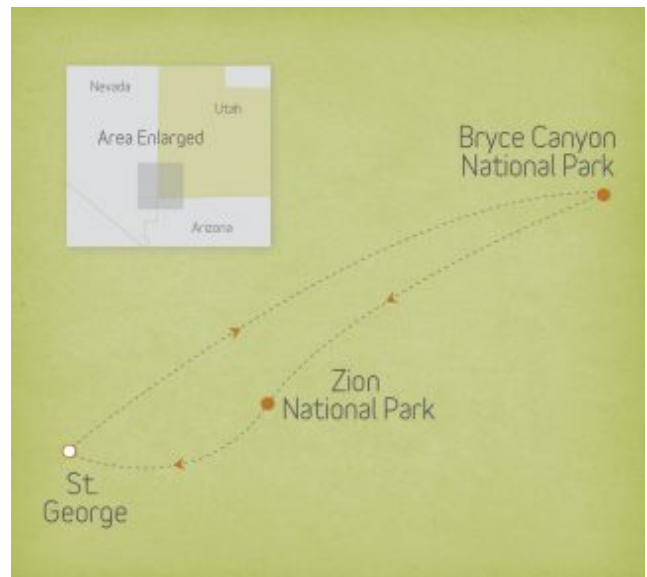 Nevada
Utah
Area Enlarged
Arizona
Bryce Canyon
National Park
Zion
National Park
St.
George